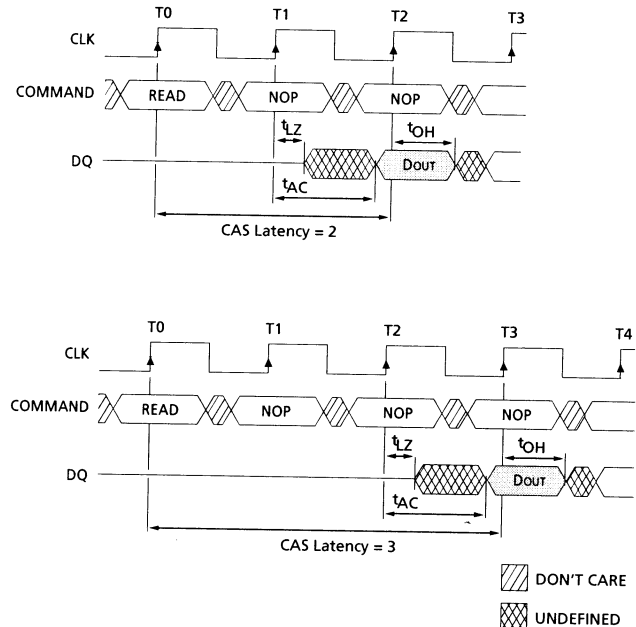 T0 T1 T2 T3
CLK
COMMAND READ NOP NOP
tLZ tOH
DQ DOUT
tAC
CAS Latency = 2
T0 T1 T2 T3 T4
CLK
COMMAND READ NOP NOP NOP
tLZ tOH
DQ DOUT
tAC
CAS Latency = 3
DON'T CARE
UNDEFINED